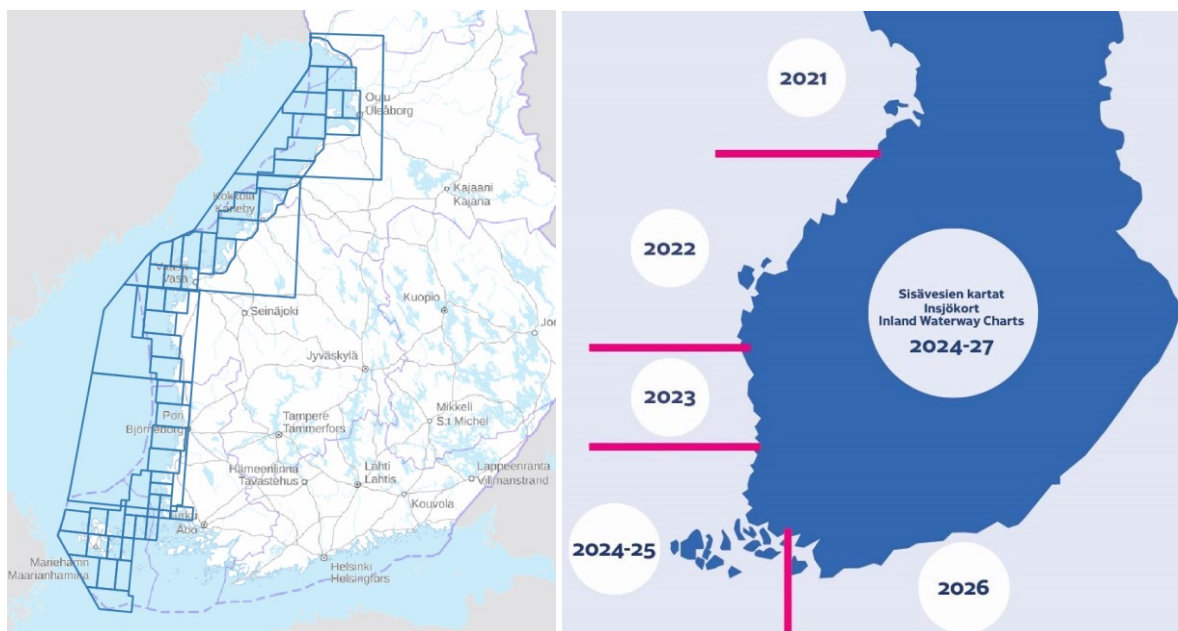 Oulu
Uleåborg
Kajaani
Kajana
Kokkola
Karleby
Vaasa
Vasa
Seinäjoki
Kuopio
Jyväskylä
Pori
Björneborg
Tampere
Tammerfors
Mikkeli
S:t Michel
Hämeenlinna
Tavastehus
Lahti
Lahtis
Lappeenranta
Villmanstrand
Kouvola
Turku
Åbo
Mariehamn
Maarianhamina
Helsinki
Helsingfors
2021
2022
2023
2024-25
2026
Sisävesien kartat
Insjökort
Inland Waterway Charts
2024-27